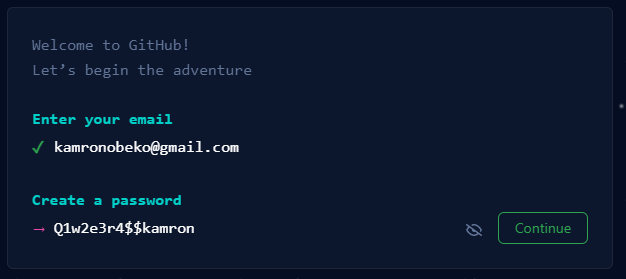 Welcome to GitHub!
Let’s begin the adventure
Enter your email
✓ kamronobeko@gmail.com
Create a password
→ Q1w2e3r4$$kamron
Continue